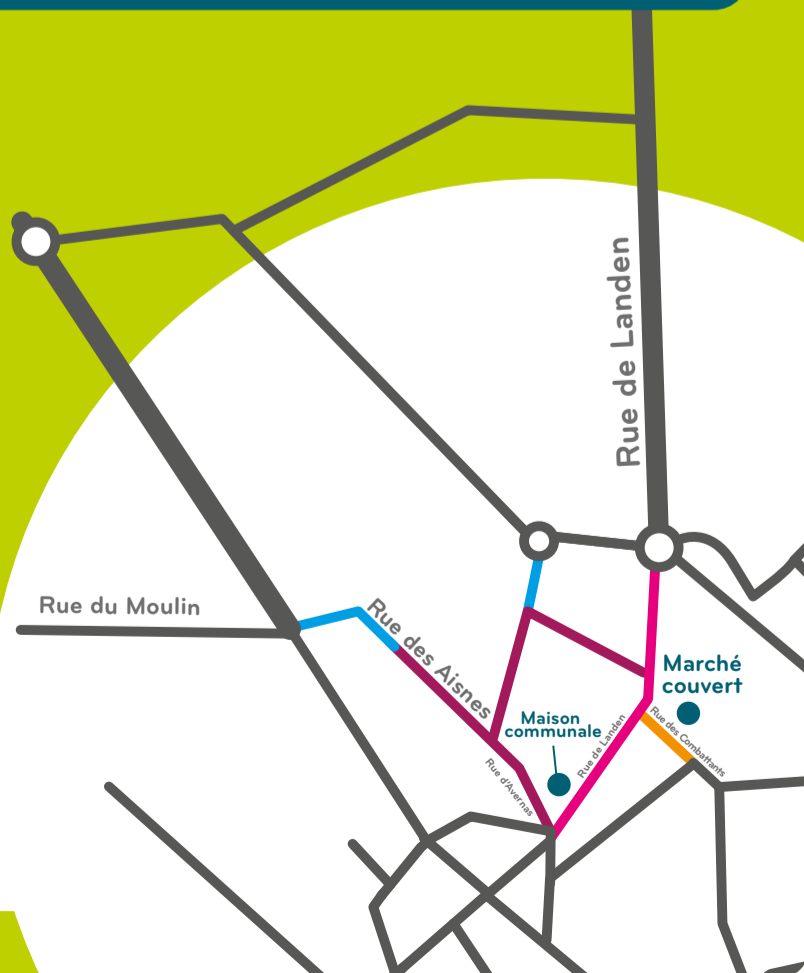 Rue de Landen
Rue du Moulin
Rue des Aisnes
Marché
couvert
Maison
communale
Rue de Landen
Rue des Combattants
Rue d'Avernas